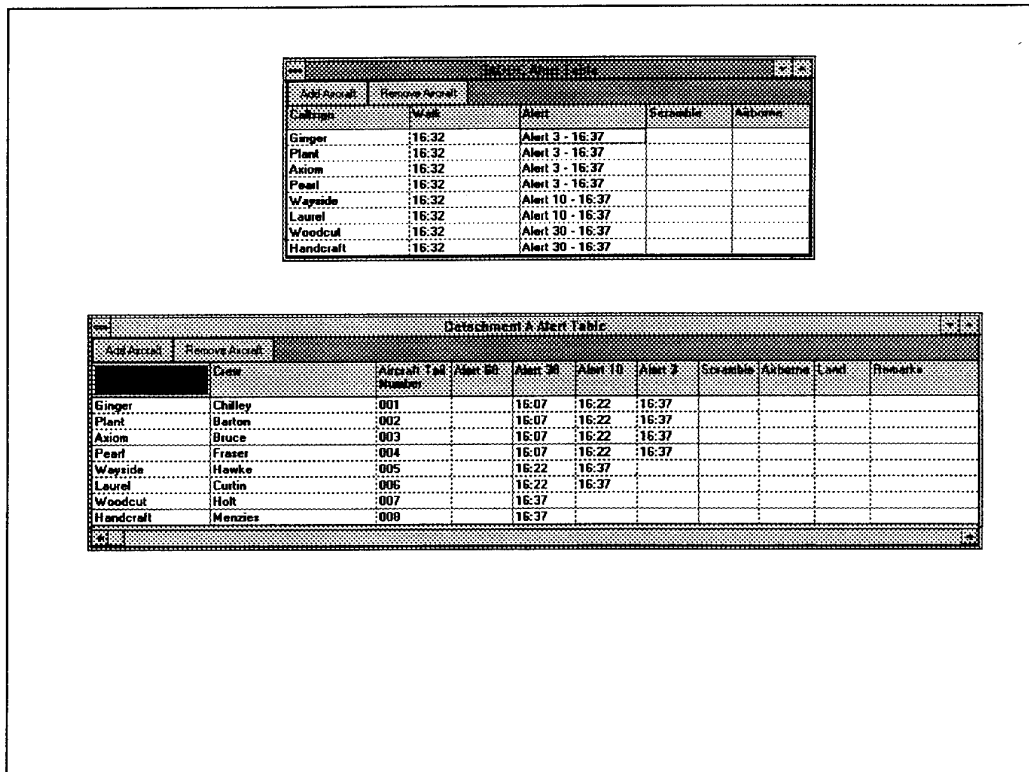 Alert Table
Add Aircraft Remove Aircraft
Callsign Walk Alert Scramble Airborne
Ginger 16:32 Alert 3 - 16:37
Plant 16:32 Alert 3 - 16:37
Axiom 16:32 Alert 3 - 16:37
Pearl 16:32 Alert 3 - 16:37
Wayside 16:32 Alert 10 - 16:37
Laurel 16:32 Alert 10 - 16:37
Woodcut 16:32 Alert 30 - 16:37
Handcraft 16:32 Alert 30 - 16:37
Detachment A Alert Table
Add Aircraft Remove Aircraft
Crew Aircraft Tail Number Alert 60 Alert 30 Alert 10 Alert 3 Scramble Airborne Land Remarks
Ginger Chilley 001 16:07 16:22 16:37
Plant Barton 002 16:07 16:22 16:37
Axiom Bruce 003 16:07 16:22 16:37
Pearl Fraser 004 16:07 16:22 16:37
Wayside Hawke 005 16:22 16:37
Laurel Curtin 006 16:22 16:37
Woodcut Holt 007 16:37
Handcraft Menzies 008 16:37